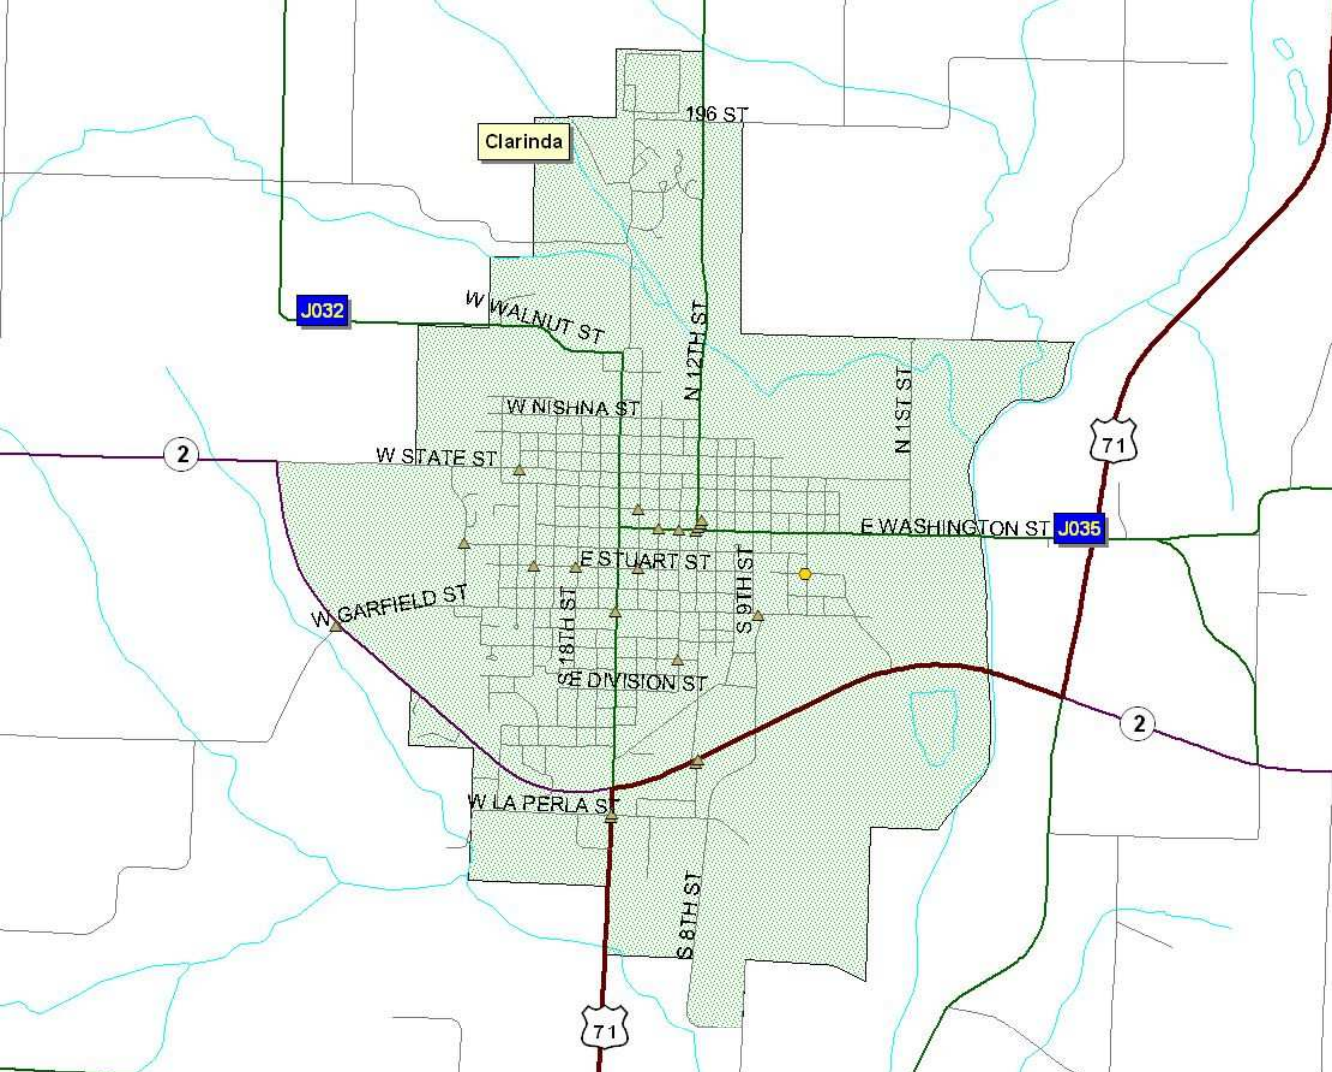 196 ST
Clarinda
W WALNUT ST
J032
N 12TH ST
N 1ST ST
W NISHNA ST
71
2
W STATE ST
E WASHINGTON ST
J035
E STUART ST
S 9TH ST
W GARFIELD ST
S 18TH ST
E DIVISION ST
2
W LA PERLA ST
S 8TH ST
71